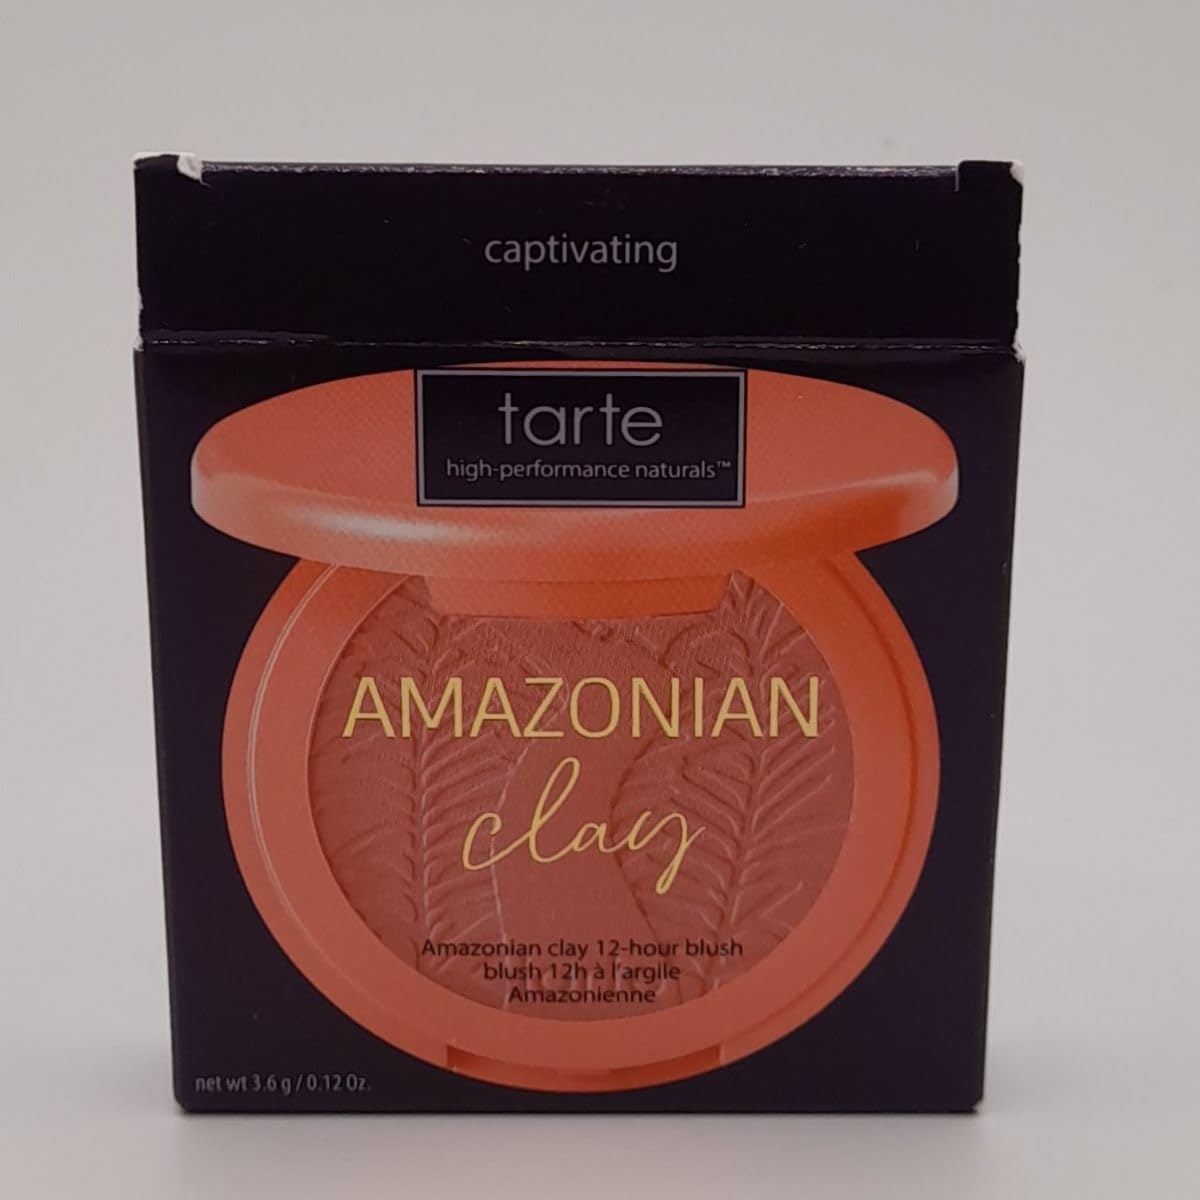 captivating
tarte
high-performance naturals™
AMAZONIAN
clay
Amazonian clay 12-hour blush
blush 12h à l'argile
Amazonienne
net wt 3.6 g / 0.12 Oz.